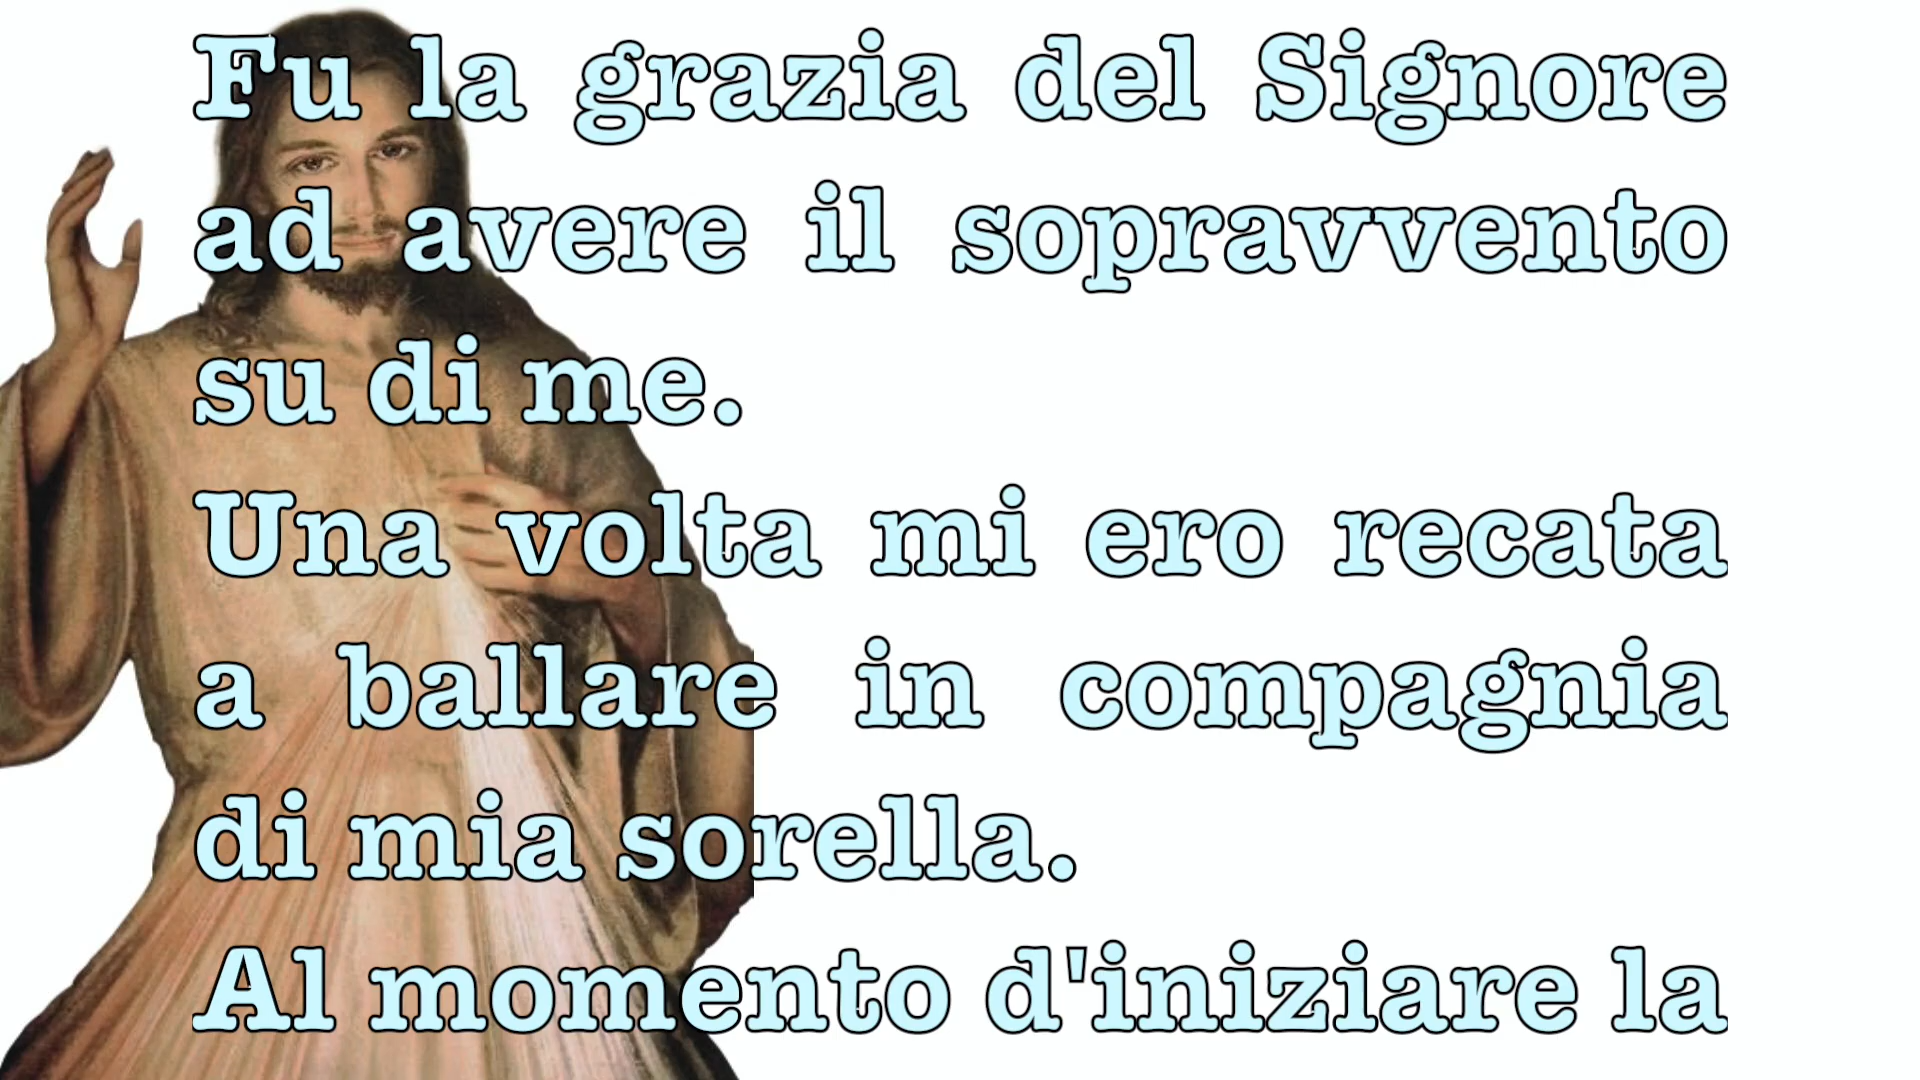 Fu la grazia del Signore
ad avere il sopravvento
su di me.
Una volta mi ero recata
a ballare in compagnia
di mia sorella.
Al momento d'iniziare la